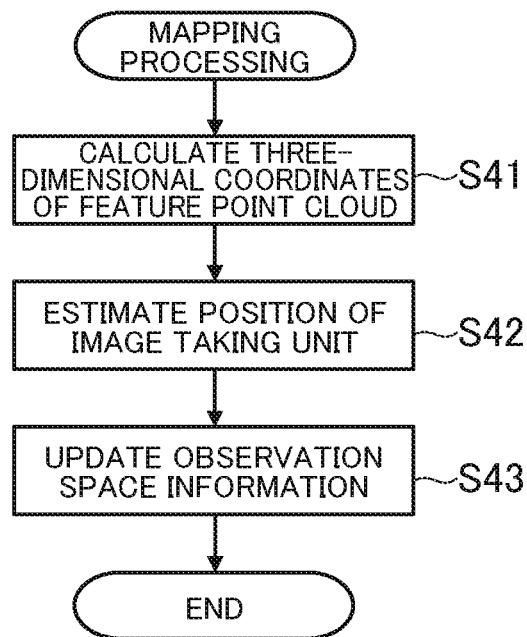 MAPPING
PROCESSING
CALCULATE THREE-
DIMENSIONAL COORDINATES
OF FEATURE POINT CLOUD
S41
ESTIMATE POSITION OF
IMAGE TAKING UNIT
S42
UPDATE OBSERVATION
SPACE INFORMATION
S43
END